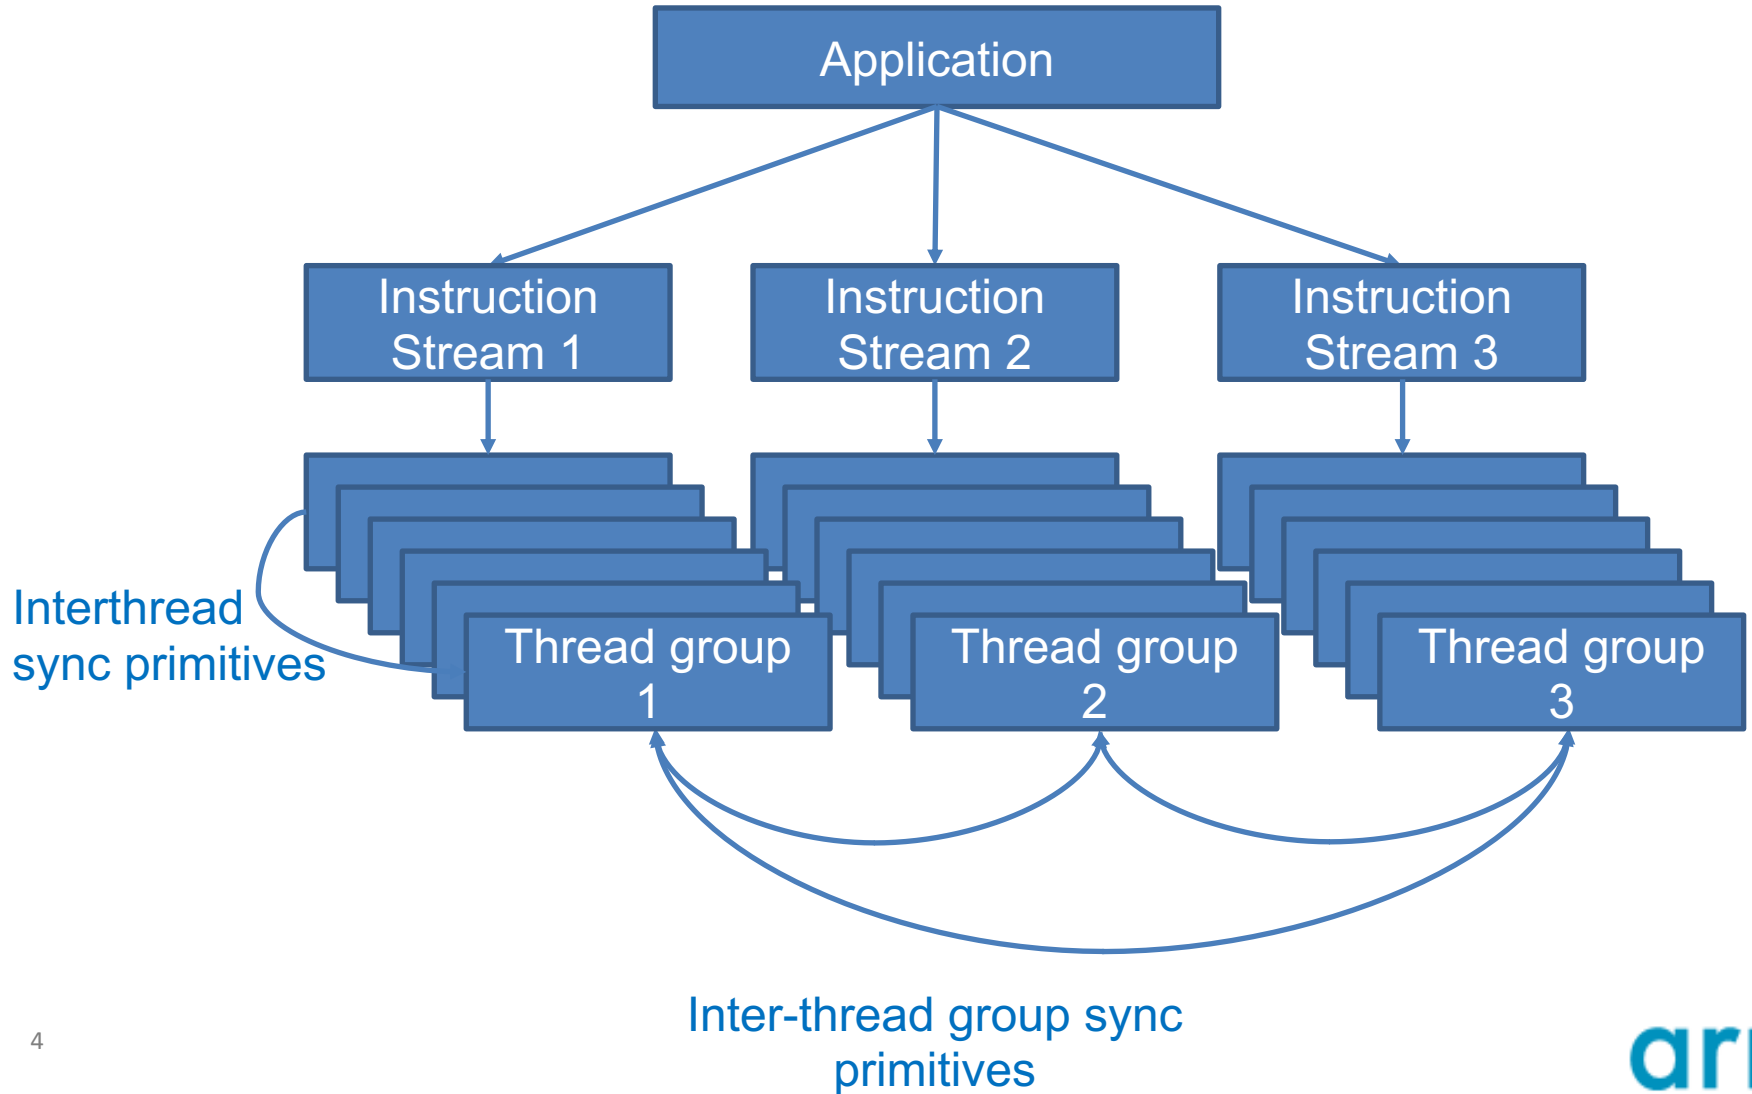 Application
Instruction
Stream 1
Instruction
Stream 2
Instruction
Stream 3
Interthread
sync primitives
Thread group
1
Thread group
2
Thread group
3
Inter-thread group sync
primitives
4